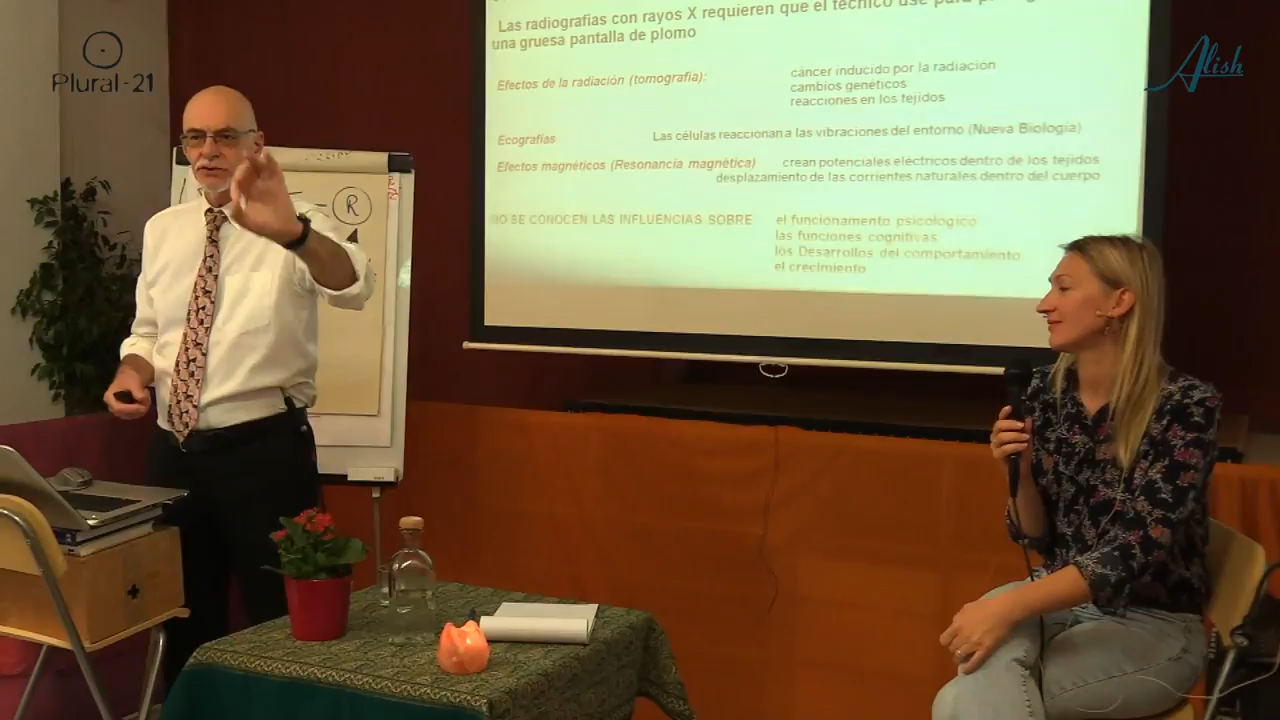 Plural-21
Alish
Las radiografías con rayos X requieren que el técnico use para
una gruesa pantalla de plomo
Efectos de la radiación (tomografía): cáncer inducido por la radiación
cambios genéticos
reacciones en los tejidos
Ecografías Las células reaccionan a las vibraciones del entorno (Nueva Biología)
Efectos magnéticos (Resonancia magnética) crean potenciales eléctricos dentro de los tejidos
desplazamiento de las corrientes naturales dentro del cuerpo
NO SE CONOCEN LAS INFLUENCIAS SOBRE el funcionamento psicologico
las funciones cognitivas
los Desarrollos del comportamiento
el crecimiento
R